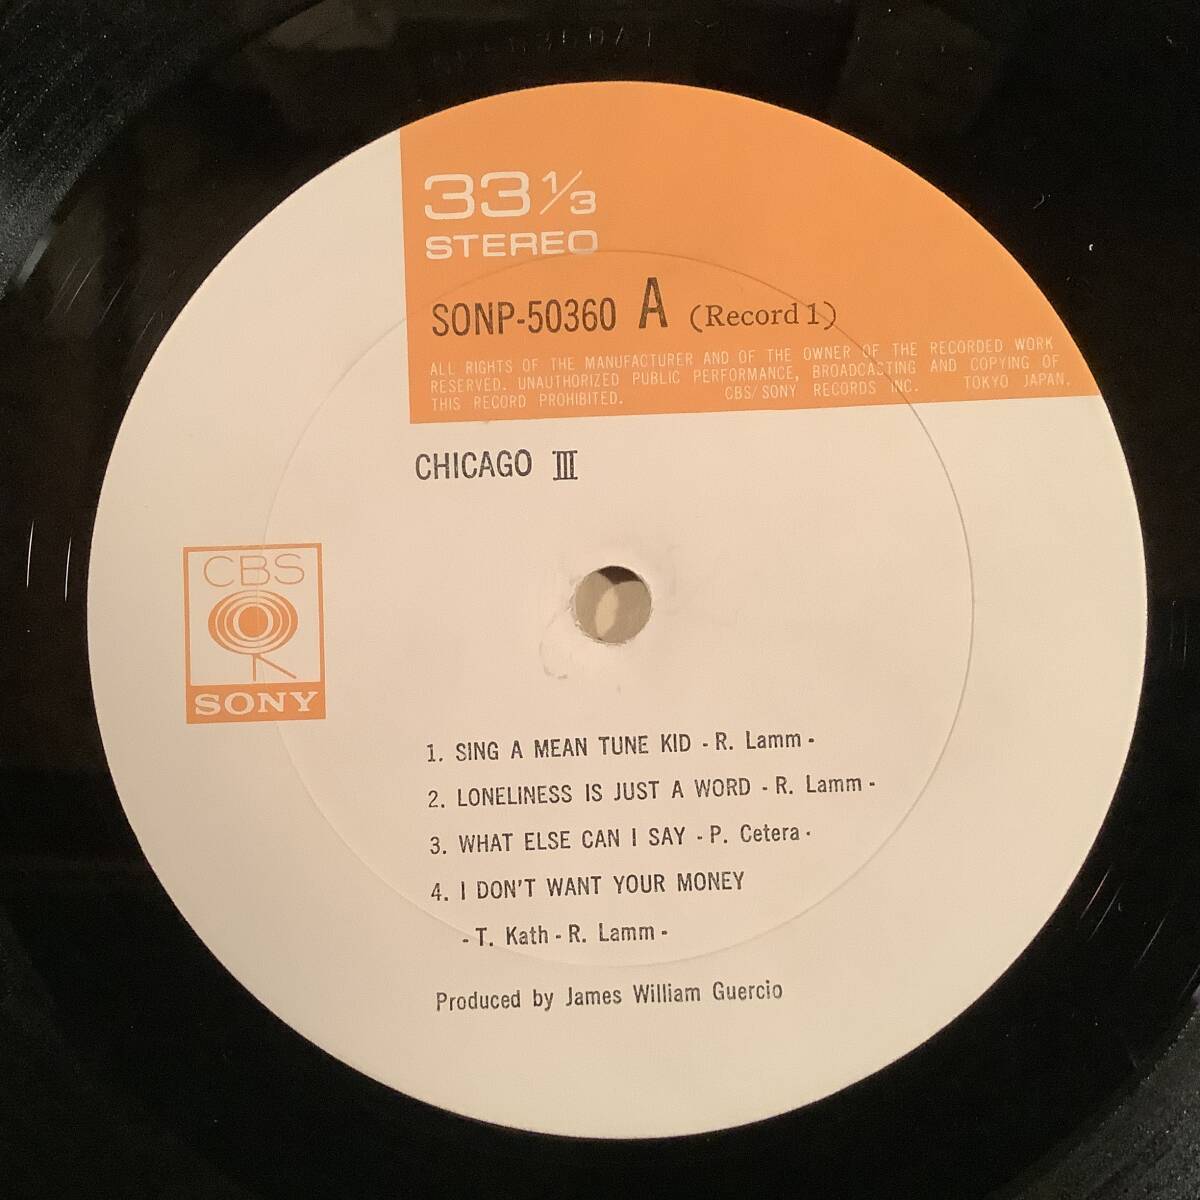 33 1/3
STEREO
SONP-50360 A (Record 1)
ALL RIGHTS OF THE MANUFACTURER AND OF THE OWNER OF THE RECORDED WORK
RESERVED. UNAUTHORIZED PUBLIC PERFORMANCE, BROADCASTING AND COPYING OF
THIS RECORD PROHIBITED. CBS/SONY RECORDS INC. TOKYO JAPAN.
CHICAGO III
CBS
SONY
1. SING A MEAN TUNE KID - R. Lamm -
2. LONELINESS IS JUST A WORD - R. Lamm -
3. WHAT ELSE CAN I SAY - P. Cetera -
4. I DON'T WANT YOUR MONEY
- T. Kath - R. Lamm -
Produced by James William Guercio